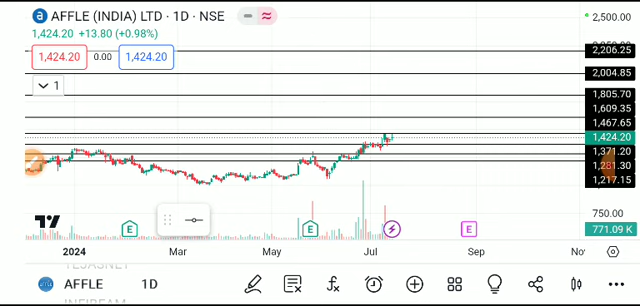 AFFLE (INDIA) LTD · 1D · NSE
1,424.20 +13.80 (+0.98%)
1,424.20 0.00 1,424.20
1
2,500.00
2,206.25
2,004.85
1,805.70
1,609.35
1,467.65
1,424.20
1,371.20
1,281.30
1,217.15
750.00
771.09 K
E E E
2024 Mar May Jul Sep Nov
AFFLE 1D
INFIBEAM